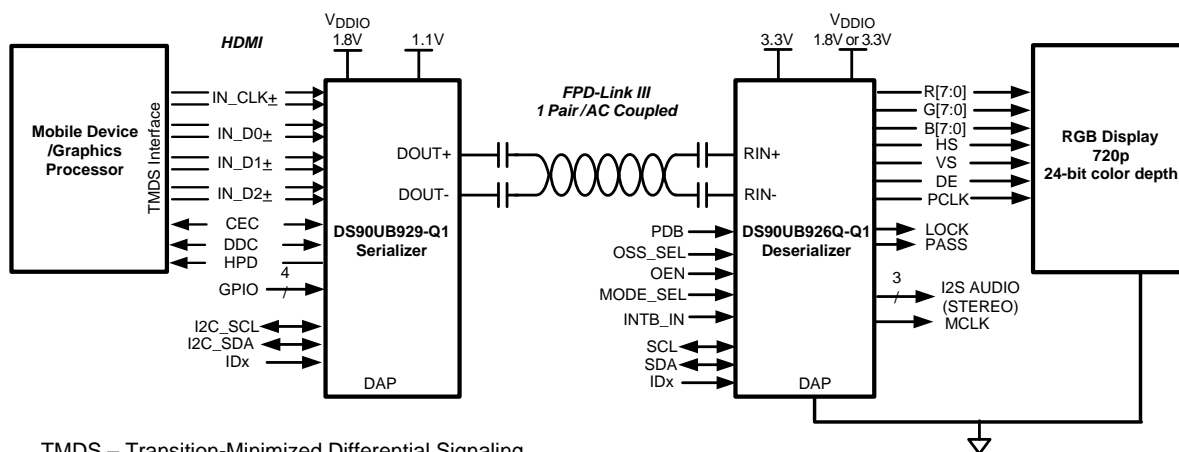 HDMI
VDDIO
1.8V
1.1V
3.3V
VDDIO
1.8V or 3.3V
FPD-Link III
1 Pair /AC Coupled
Mobile Device
/Graphics
Processor
TMDS Interface
IN_CLK±
IN_D0±
IN_D1±
IN_D2±
CEC
DDC
HPD
GPIO
4
I2C_SCL
I2C_SDA
IDx
DOUT+
DOUT-
DS90UB929-Q1
Serializer
DAP
RIN+
RIN-
PDB
OSS_SEL
OEN
MODE_SEL
INTB_IN
SCL
SDA
IDx
DS90UB926Q-Q1
Deserializer
DAP
R[7:0]
G[7:0]
B[7:0]
HS
VS
DE
PCLK
LOCK
PASS
3
I2S AUDIO
(STEREO)
MCLK
RGB Display
720p
24-bit color depth
TMDS – Transition-Minimized Differential Signaling